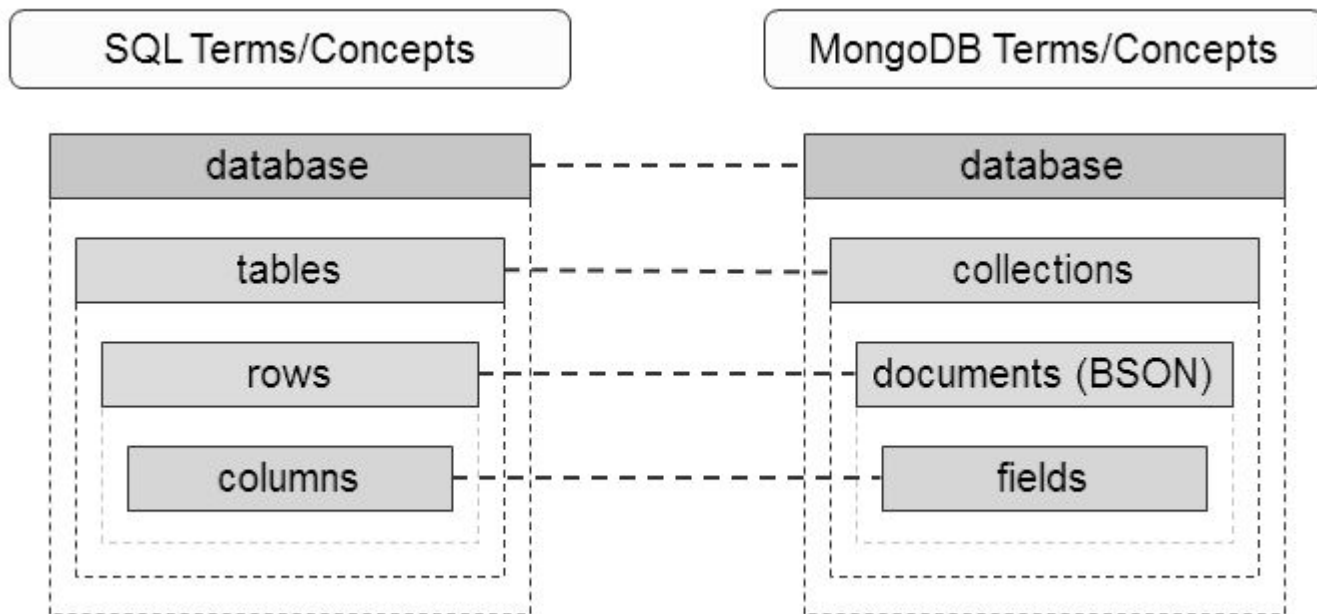 SQL Terms/Concepts
MongoDB Terms/Concepts
database
database
tables
collections
rows
documents (BSON)
columns
fields